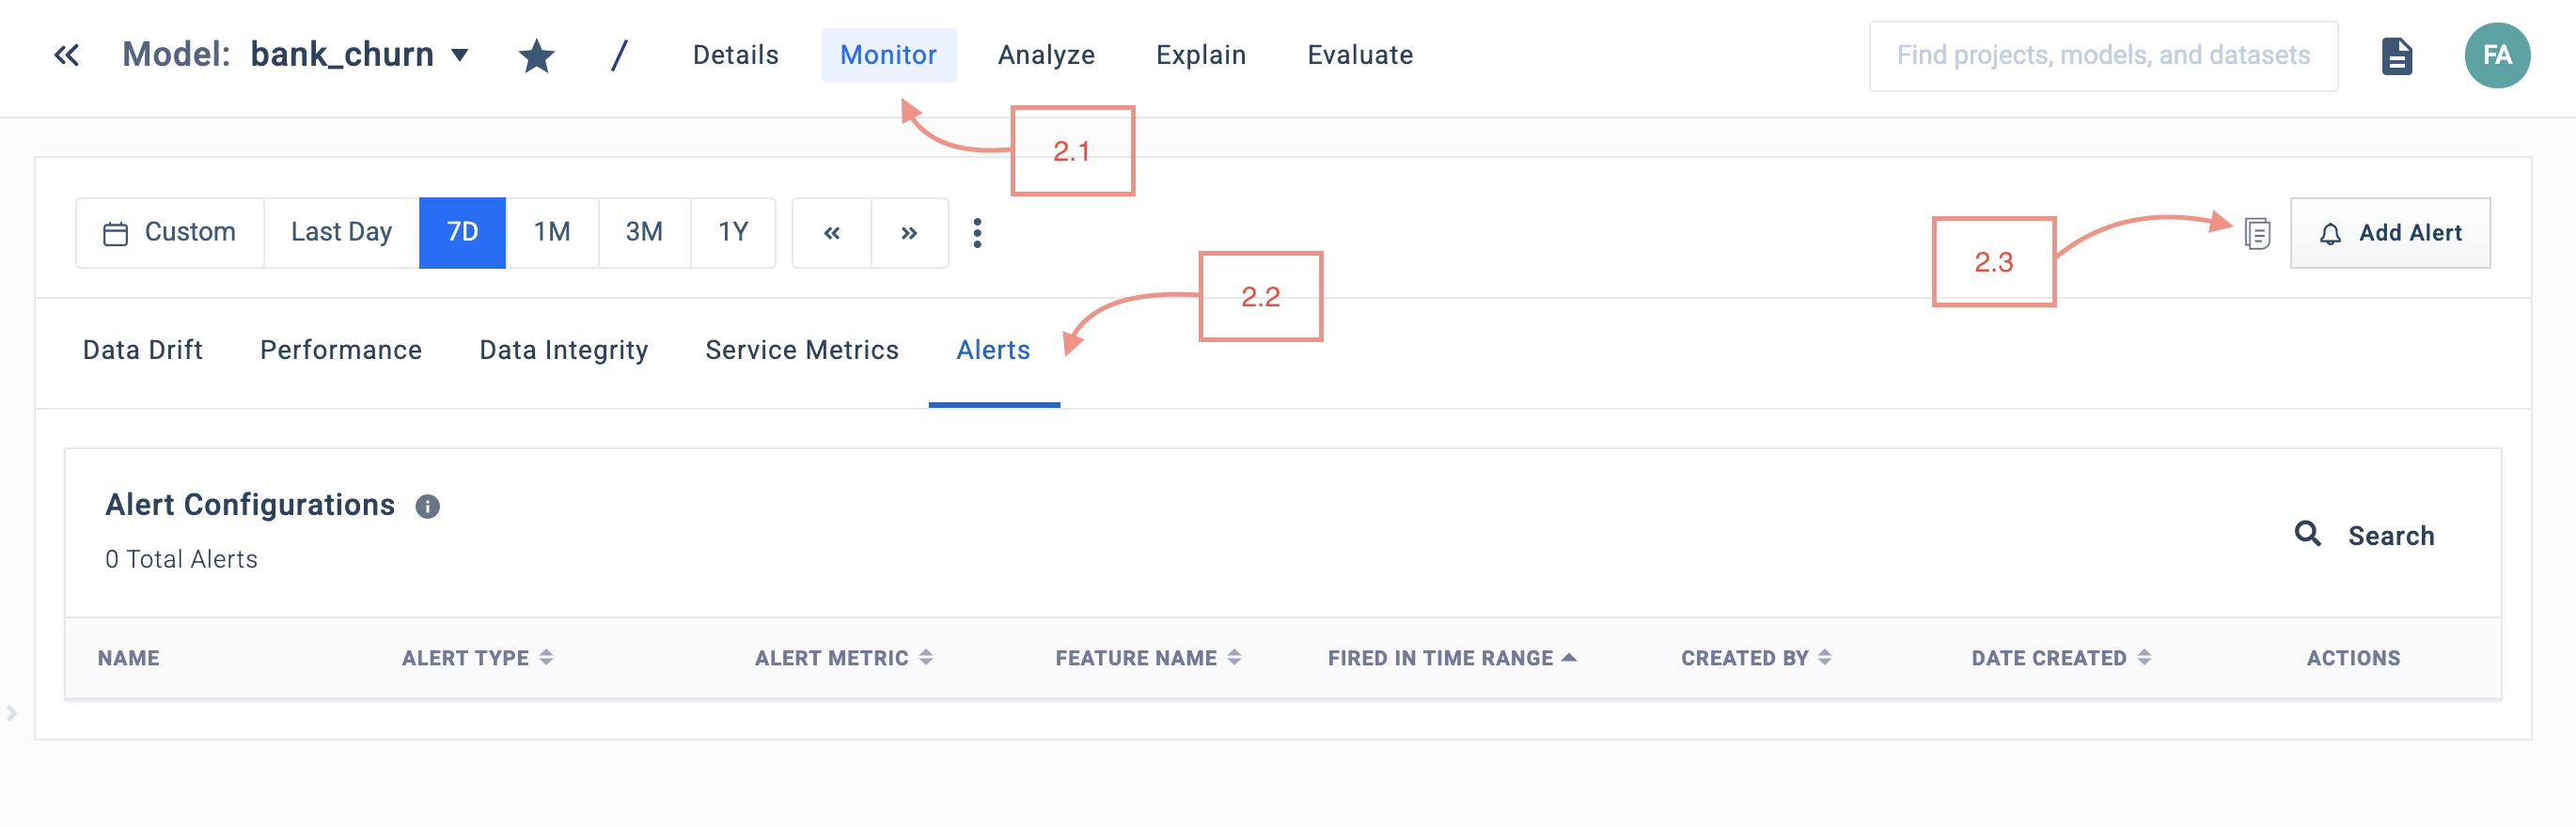 Model: bank_churn / Details Monitor Analyze Explain Evaluate Find projects, models, and datasets FA
2.1
Custom Last Day 7D 1M 3M 1Y « » Add Alert
2.3
2.2
Data Drift Performance Data Integrity Service Metrics Alerts
Alert Configurations
0 Total Alerts
Search
NAME ALERT TYPE ALERT METRIC FEATURE NAME FIRED IN TIME RANGE CREATED BY DATE CREATED ACTIONS